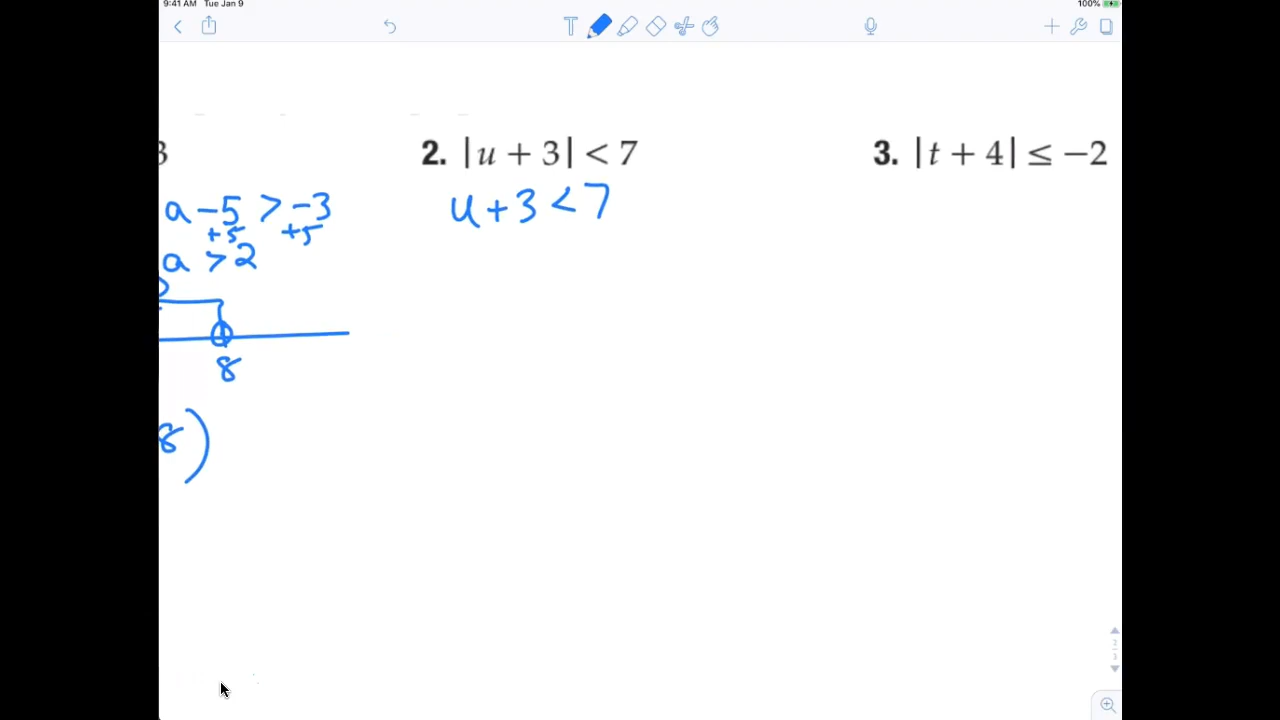 9:41 AM Tue Jan 9
100%
T
3
2. |u + 3| < 7
3. |t + 4| ≤ −2
a −5 > −3
+5 +5
a > 2
8
8)
u + 3 < 7